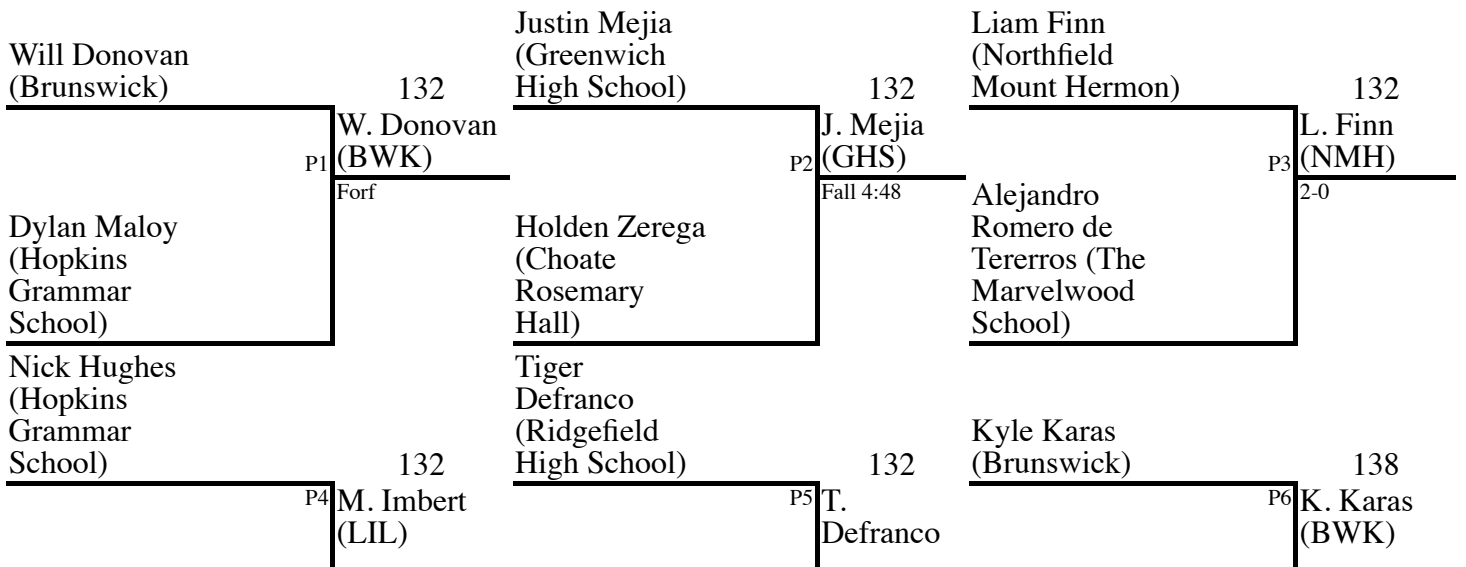 Will Donovan
(Brunswick)
132
P1
W. Donovan
(BWK)
Forf
Dylan Maloy
(Hopkins
Grammar
School)
Justin Mejia
(Greenwich
High School)
132
P2
J. Mejia
(GHS)
Fall 4:48
Holden Zerega
(Choate
Rosemary
Hall)
Liam Finn
(Northfield
Mount Hermon)
132
P3
L. Finn
(NMH)
2-0
Alejandro
Romero de
Tererros (The
Marvelwood
School)
Nick Hughes
(Hopkins
Grammar
School)
132
P4
M. Imbert
(LIL)
Tiger
Defranco
(Ridgefield
High School)
132
P5
T.
Defranco
Kyle Karas
(Brunswick)
138
P6
K. Karas
(BWK)